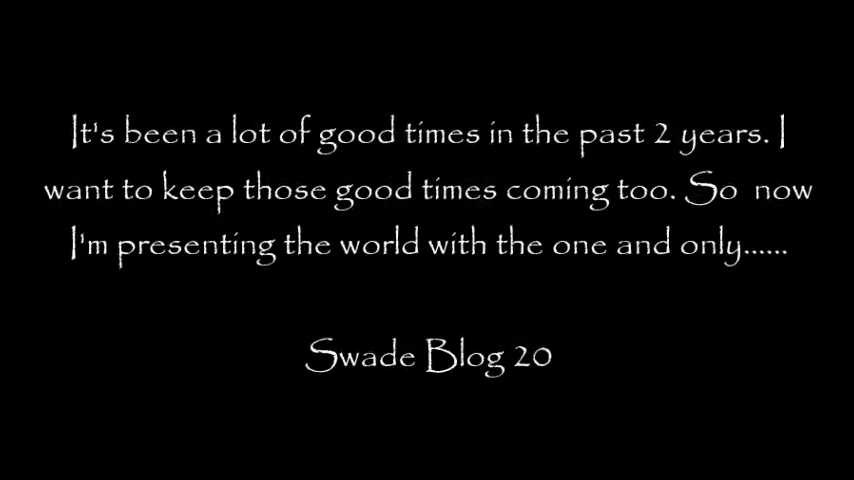 It's been a lot of good times in the past 2 years. I
want to keep those good times coming too. So  now
I'm presenting the world with the one and only......
Swade Blog 20